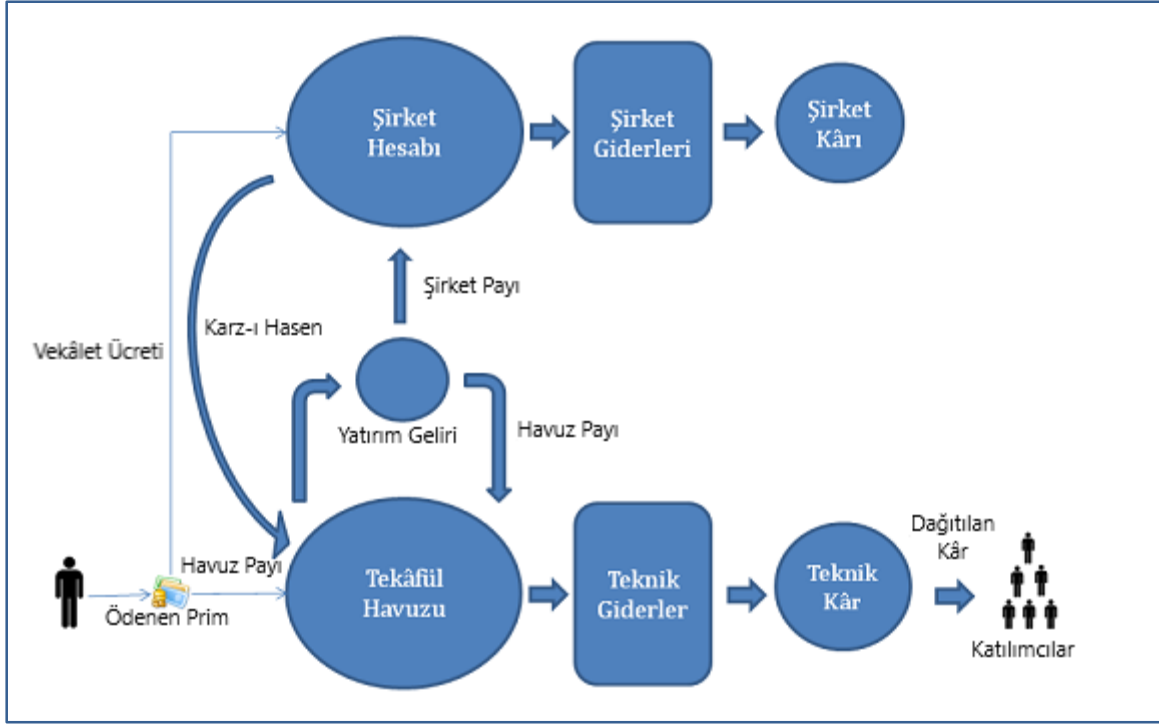 Şirket
Hesabı
Şirket
Giderleri
Şirket
Kârı
Şirket Payı
Karz-ı Hasen
Vekâlet Ücreti
Yatırım Geliri
Havuz Payı
Havuz Payı
Ödenen Prim
Tekâfül
Havuzu
Teknik
Giderler
Teknik
Kâr
Dağıtılan
Kâr
Katılımcılar